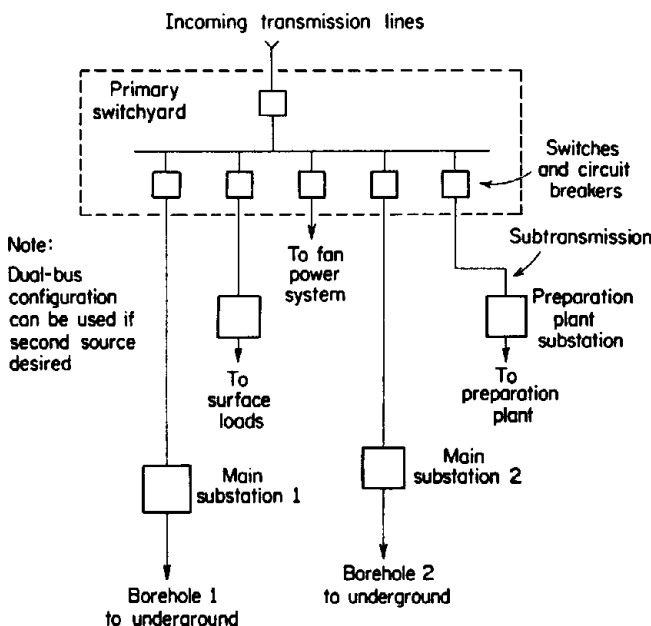 Incoming transmission lines
Primary
switchyard
Switches
and circuit
breakers
Note:
Dual-bus
configuration
can be used if
second source
desired
To fan
power
system
Subtransmission
Preparation
plant
substation
To
surface
loads
To
preparation
plant
Main
substation 1
Main
substation 2
Borehole 1
to underground
Borehole 2
to underground